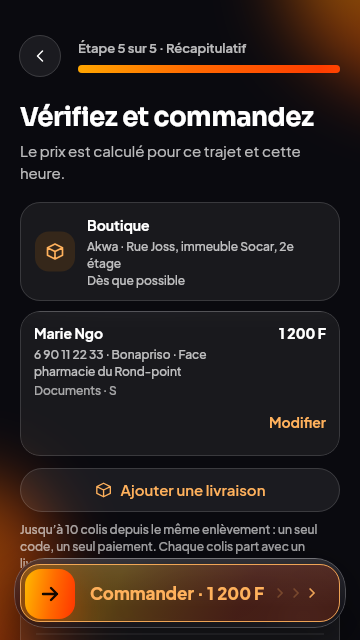 Étape 5 sur 5 · Récapitulatif
Vérifiez et commandez
Le prix est calculé pour ce trajet et cette
heure.
Boutique
Akwa · Rue Joss, immeuble Socar, 2e
étage
Dès que possible
Marie Ngo
1 200 F
6 90 11 22 33 · Bonapriso · Face
pharmacie du Rond-point
Documents · S
Modifier
Ajouter une livraison
Jusqu’à 10 colis depuis le même enlèvement : un seul
code, un seul paiement. Chaque colis part avec un
Commander · 1 200 F